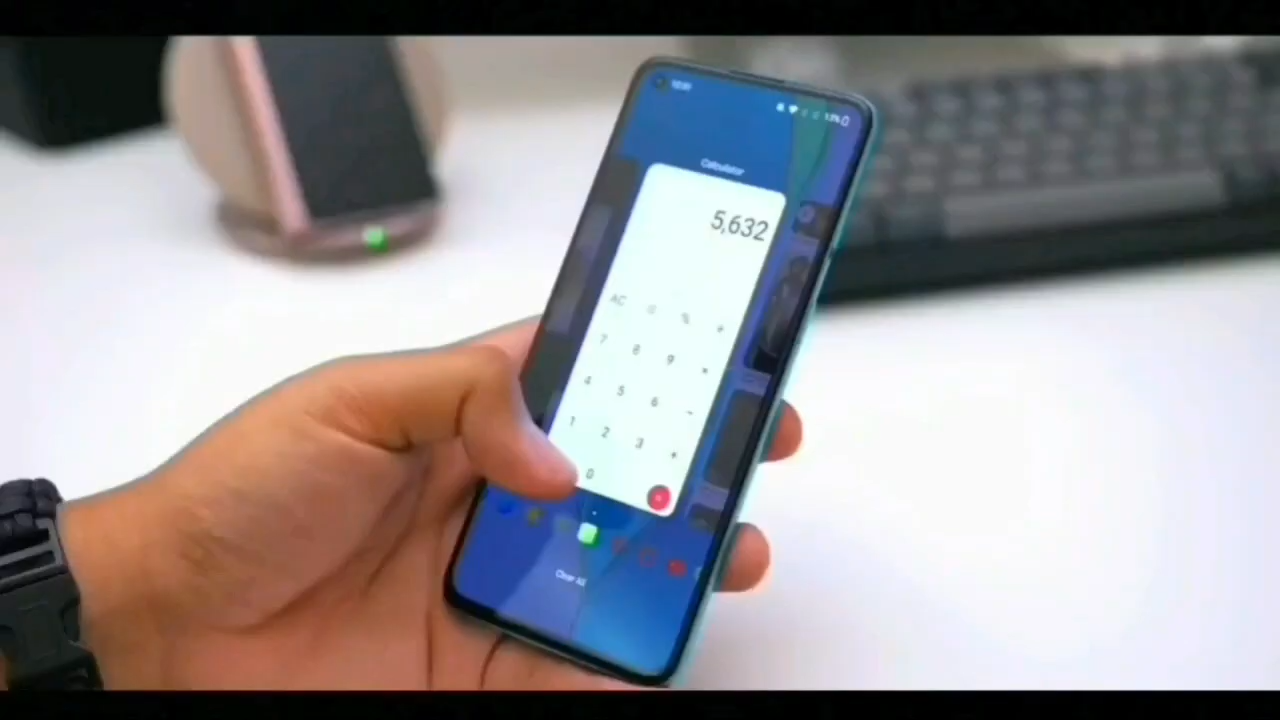 Calculator
5,632
AC %
7 8 9 ×
4 5 6 -
1 2 3 +
0
Clear All